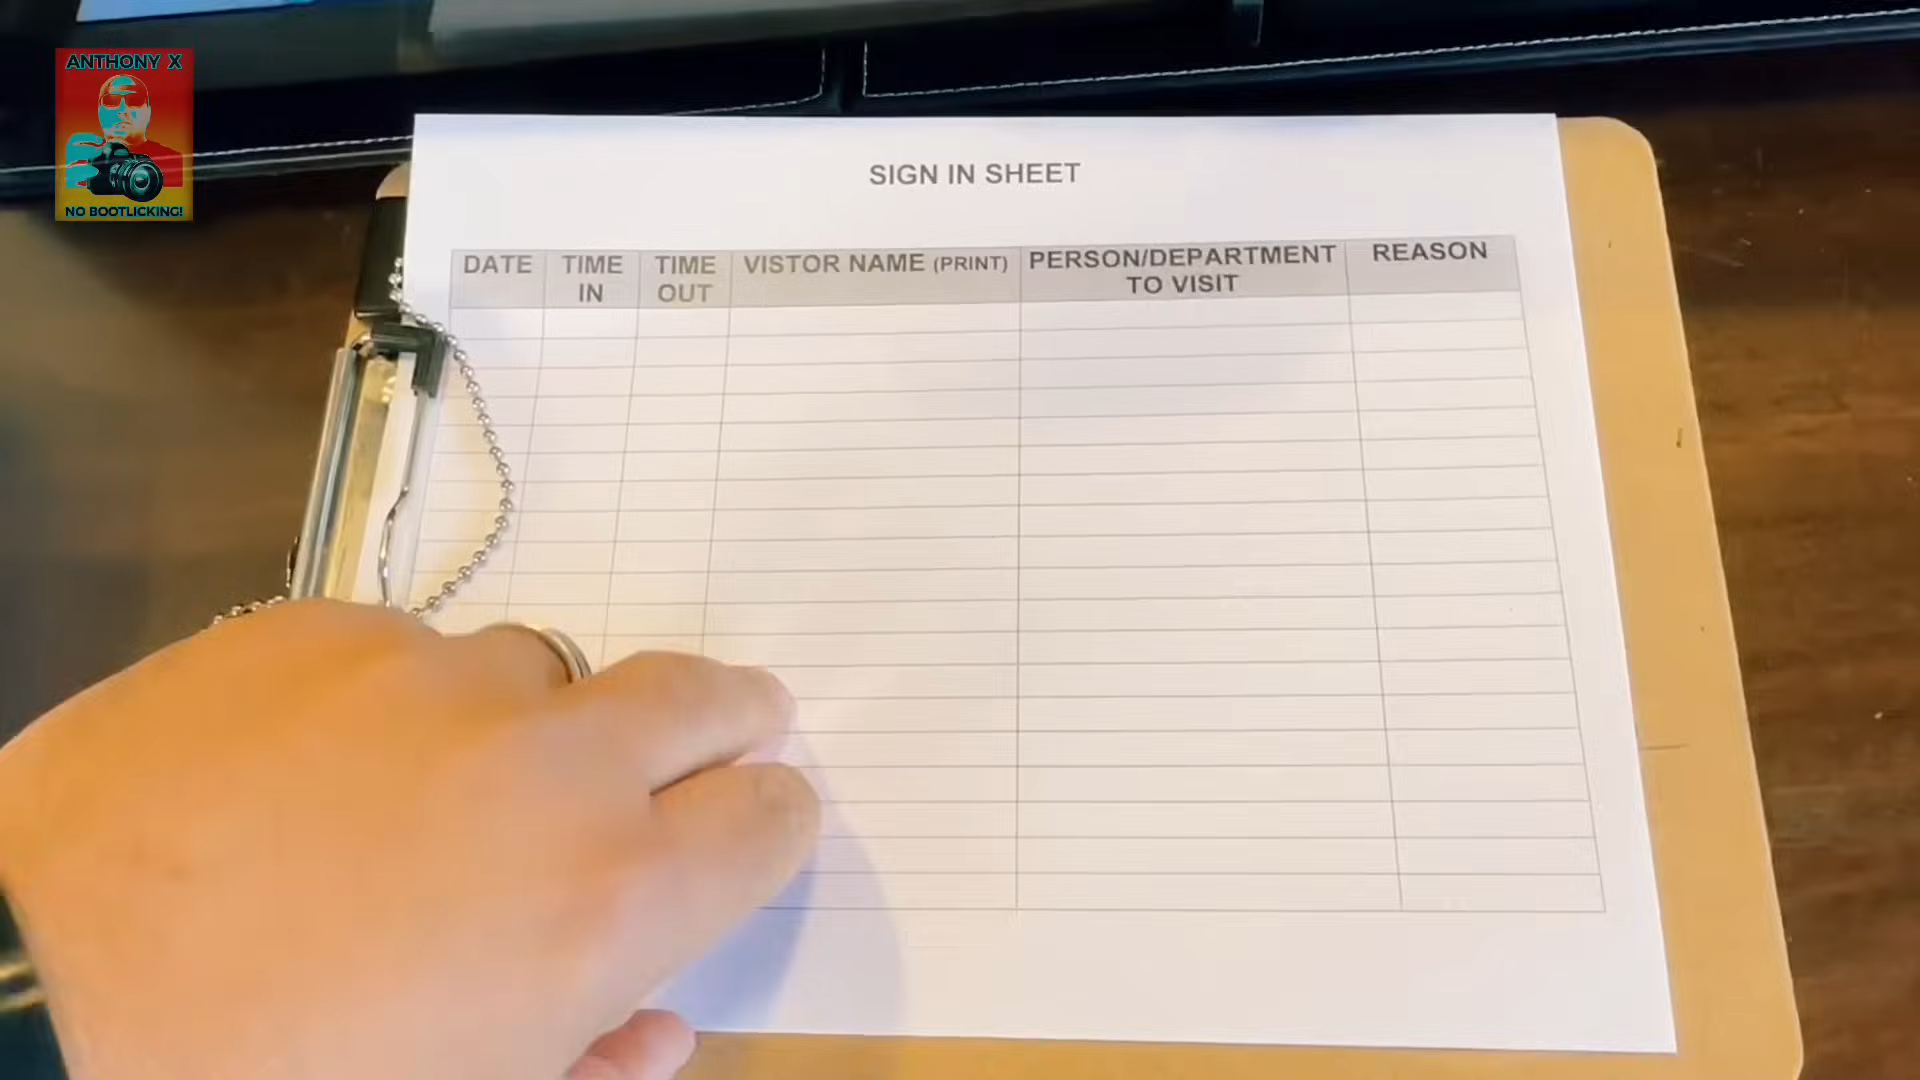 ANTHONY X
NO BOOTLICKING!
SIGN IN SHEET
DATE
TIME IN
TIME OUT
VISTOR NAME (PRINT)
PERSON/DEPARTMENT
TO VISIT
REASON